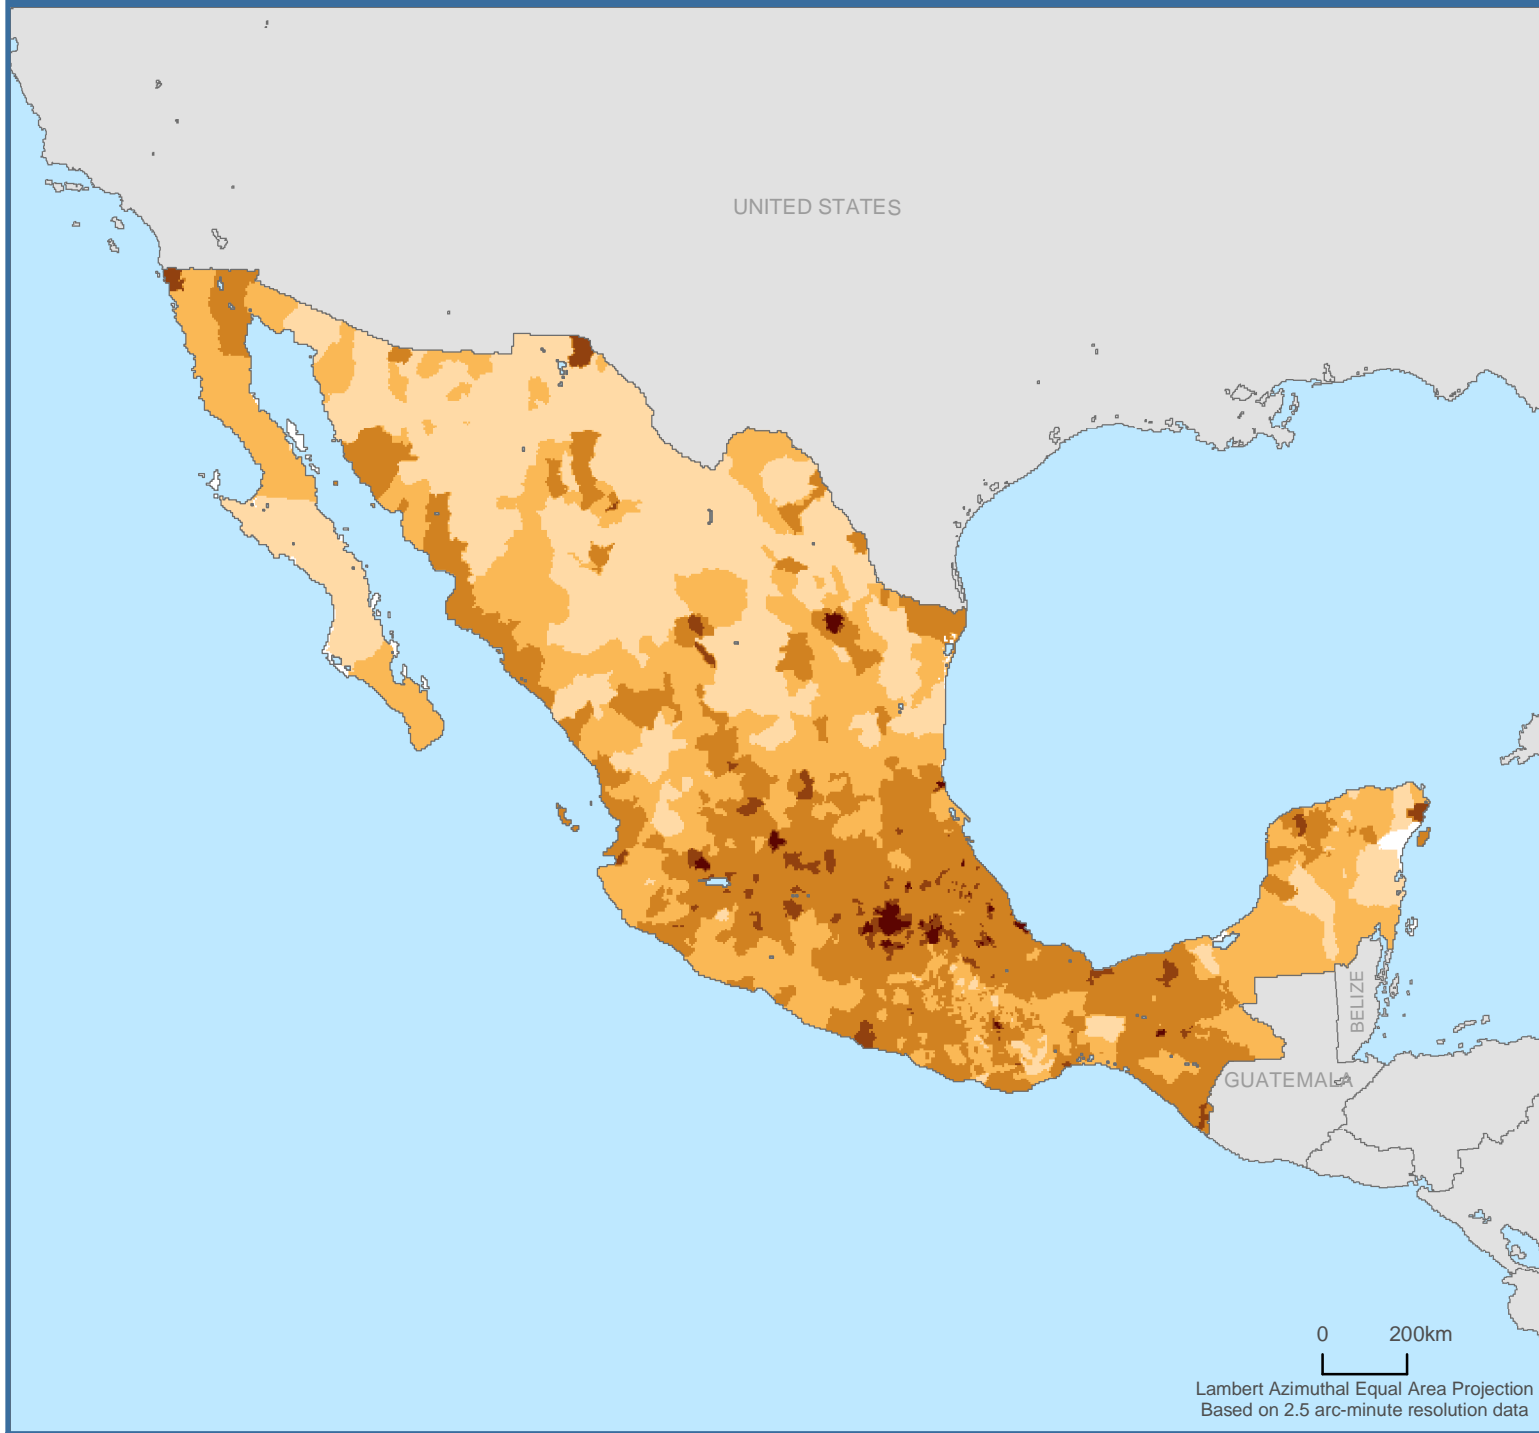 UNITED STATES
BELIZE
GUATEMALA
0 200km
Lambert Azimuthal Equal Area Projection
Based on 2.5 arc-minute resolution data